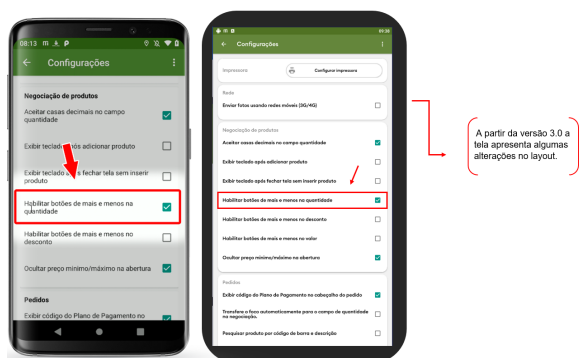 08:13
Configurações
Negociação de produtos
Aceitar casas decimais no campo
quantidade
Exibir teclado após adicionar produto
Exibir teclado após fechar tela sem inserir
produto
Habilitar botões de mais e menos na
quantidade
Habilitar botões de mais e menos no
desconto
Ocultar preço mínimo/máximo na abertura
Pedidos
Exibir código do Plano de Pagamento no
09:38
Configurações
Impressora
Configurar impressora
Rede
Enviar fotos usando redes móveis (3G/4G)
Negociação de produtos
Aceitar casas decimais no campo quantidade
Exibir teclado após adicionar produto
Exibir teclado após fechar tela sem inserir produto
Habilitar botões de mais e menos na quantidade
Habilitar botões de mais e menos no desconto
Habilitar botões de mais e menos no valor
Ocultar preço mínimo/máximo na abertura
Pedidos
Exibir código do Plano de Pagamento no cabeçalho do pedido
Transfere o foco automaticamente para o campo de quantidade
na negociação.
Pesquisar produto por código de barra e descrição
A partir da versão 3.0 a
tela apresenta algumas
alterações no layout.